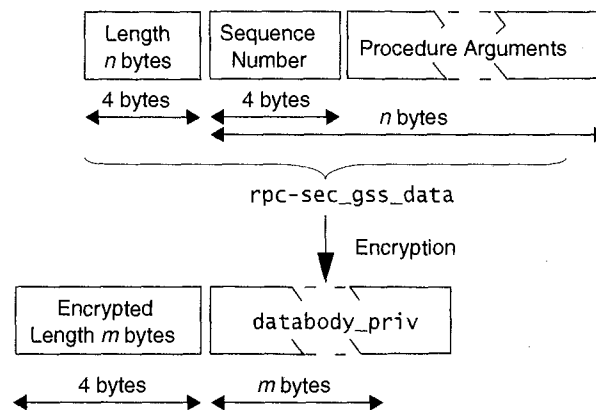 Length
n bytes
Sequence
Number
Procedure Arguments
4 bytes
4 bytes
n bytes
rpc-sec_gss_data
Encryption
Encrypted
Length m bytes
databody_priv
4 bytes
m bytes